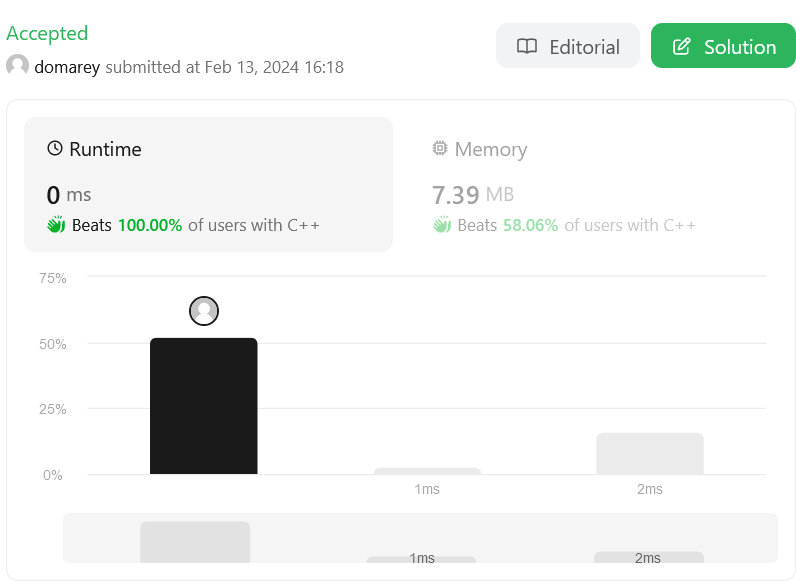 Accepted
domarey submitted at Feb 13, 2024 16:18
Editorial
Solution
Runtime
0 ms
Beats 100.00% of users with C++
Memory
7.39 MB
Beats 58.06% of users with C++
75%
50%
25%
0%
1ms
2ms
1ms
2ms